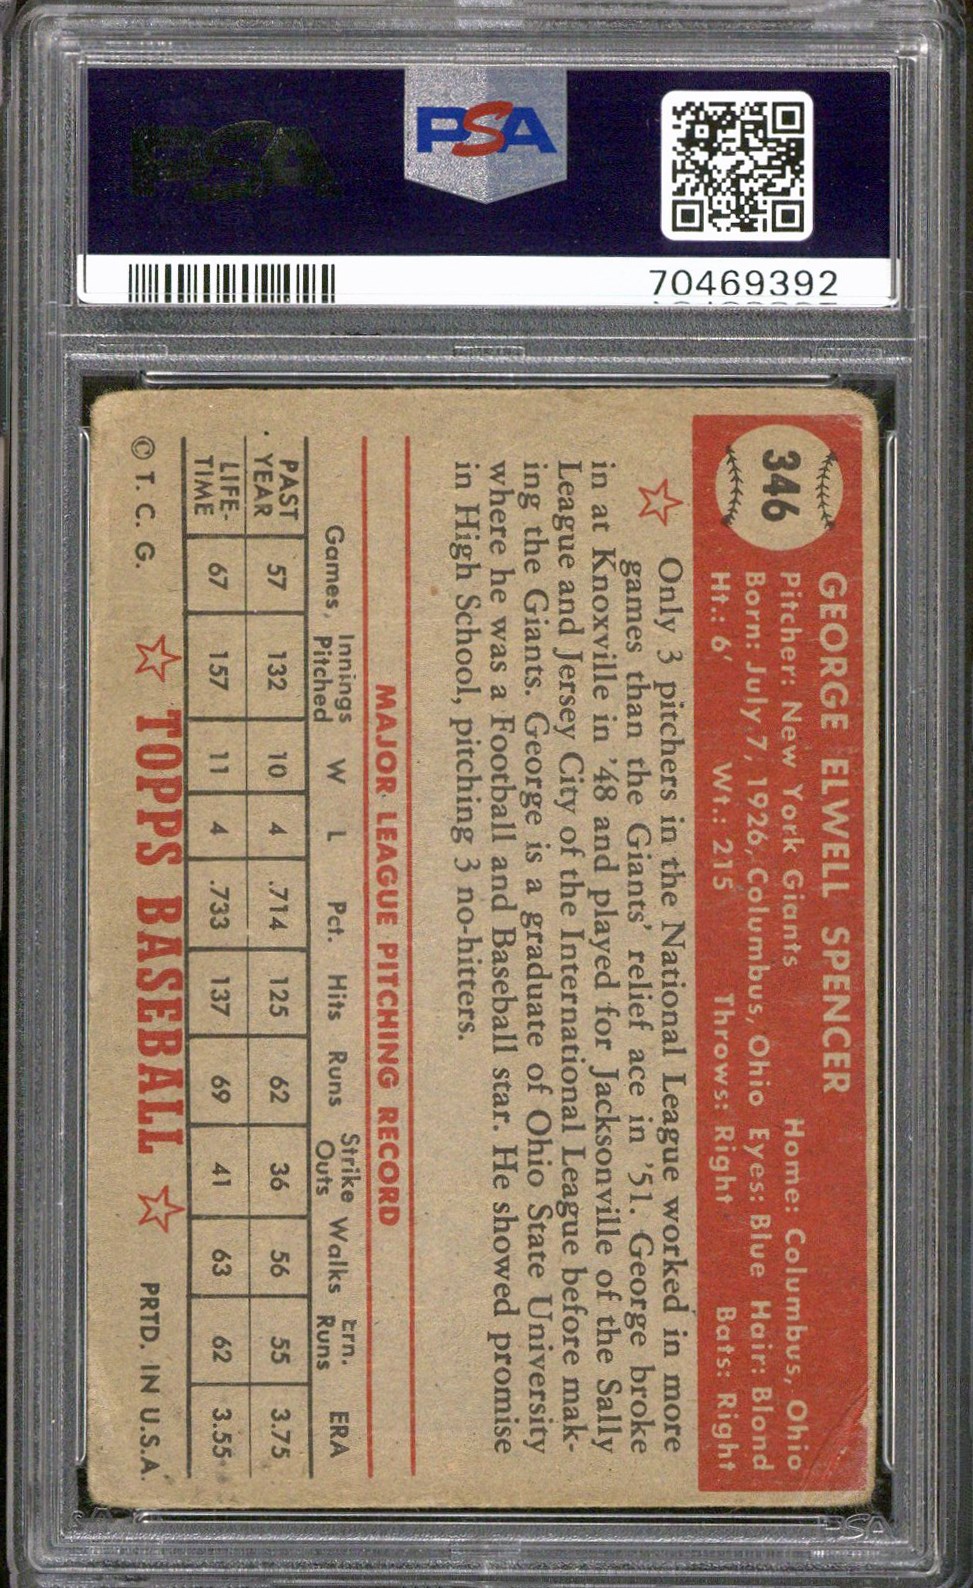 PSA
PSA
70469392
346
GEORGE ELWELL SPENCER
Pitcher: New York Giants Home: Columbus, Ohio
Born: July 7, 1926, Columbus, Ohio Eyes: Blue Hair: Blond
Ht.: 6' Wt.: 215 Throws: Right Bats: Right
Only 3 pitchers in the National League worked in more
games than the Giants' relief ace in '51. George broke
in at Knoxville in '48 and played for Jacksonville of the Sally
League and Jersey City of the International League before mak-
ing the Giants. George is a graduate of Ohio State University
where he was a Football and Baseball star. He showed promise
in High School, pitching 3 no-hitters.
MAJOR LEAGUE PITCHING RECORD
Games, Innings Pitched W L Pct. Hits Runs Strike Outs Walks Ern. Runs ERA
PAST YEAR 57 132 10 4 .714 125 62 36 56 55 3.75
LIFE-TIME 67 157 11 4 .733 137 69 41 63 62 3.55
© T. C. G. TOPPS BASEBALL PRTD. IN U.S.A.
PSA